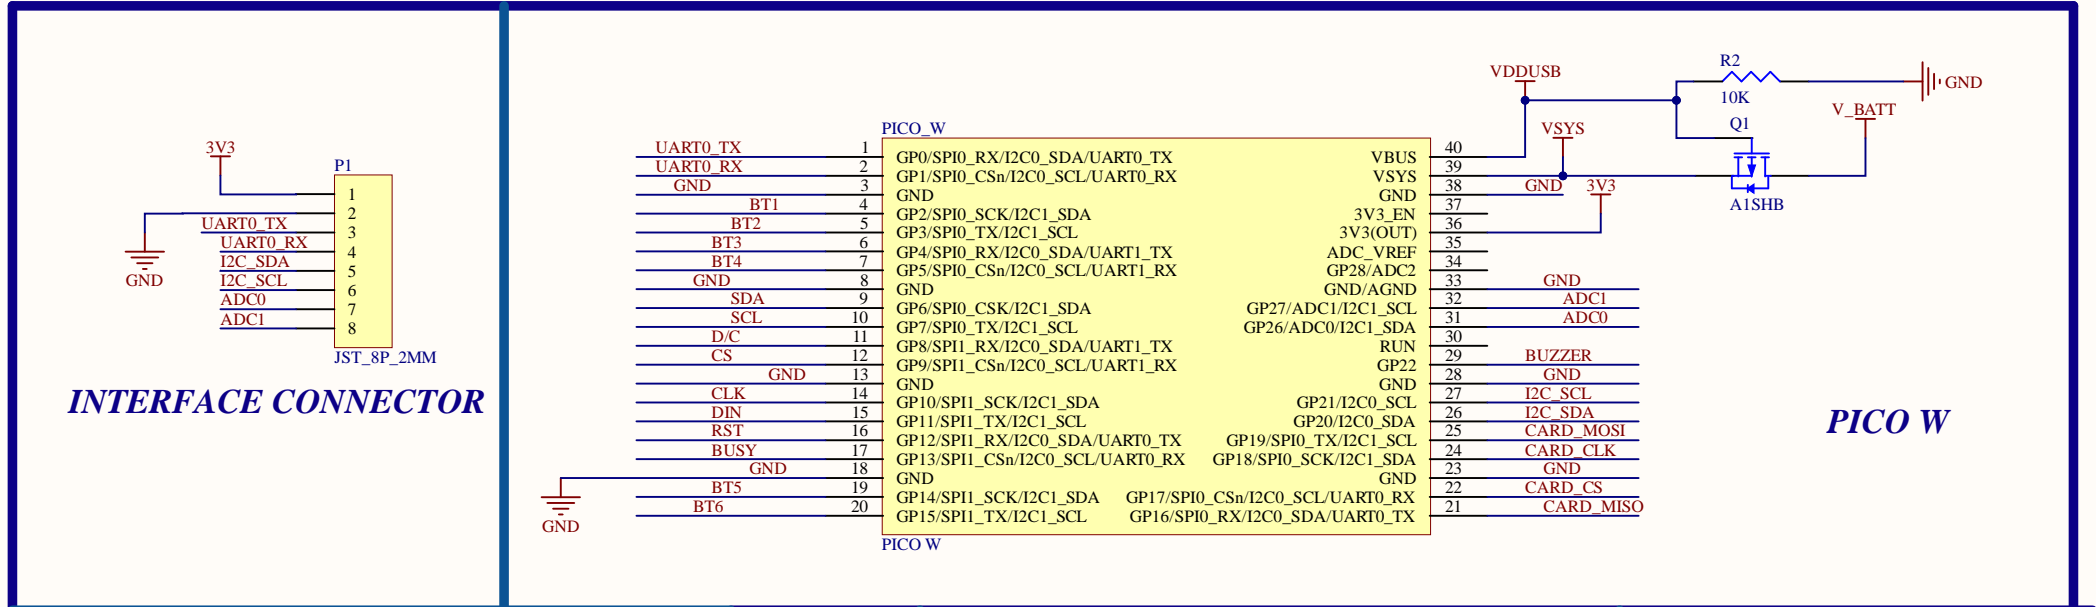 3V3
P1
1
2
UART0_TX 3
UART0_RX 4
I2C_SDA 5
I2C_SCL 6
ADC0 7
ADC1 8
GND
JST_8P_2MM
INTERFACE CONNECTOR
VDDUSB
R2
10K
GND
V_BATT
Q1
A1SHB
VSYS
3V3
PICO_W
UART0_TX 1 GP0/SPI0_RX/I2C0_SDA/UART0_TX VBUS 40
UART0_RX 2 GP1/SPI0_CSn/I2C0_SCL/UART0_RX VSYS 39
GND 3 GND GND 38 GND
BT1 4 GP2/SPI0_SCK/I2C1_SDA 3V3_EN 37
BT2 5 GP3/SPI0_TX/I2C1_SCL 3V3(OUT) 36
BT3 6 GP4/SPI0_RX/I2C0_SDA/UART1_TX ADC_VREF 35
BT4 7 GP5/SPI0_CSn/I2C0_SCL/UART1_RX GP28/ADC2 34
GND 8 GND GND/AGND 33 GND
SDA 9 GP6/SPI0_CSK/I2C1_SDA GP27/ADC1/I2C1_SCL 32 ADC1
SCL 10 GP7/SPI0_TX/I2C1_SCL GP26/ADC0/I2C1_SDA 31 ADC0
D/C 11 GP8/SPI1_RX/I2C0_SDA/UART1_TX RUN 30
CS 12 GP9/SPI1_CSn/I2C0_SCL/UART1_RX GP22 29 BUZZER
GND 13 GND GND 28 GND
CLK 14 GP10/SPI1_SCK/I2C1_SDA GP21/I2C0_SCL 27 I2C_SCL
DIN 15 GP11/SPI1_TX/I2C1_SCL GP20/I2C0_SDA 26 I2C_SDA
RST 16 GP12/SPI1_RX/I2C0_SDA/UART0_TX GP19/SPI0_TX/I2C1_SCL 25 CARD_MOSI
BUSY 17 GP13/SPI1_CSn/I2C0_SCL/UART0_RX GP18/SPI0_SCK/I2C1_SDA 24 CARD_CLK
GND 18 GND GND 23 GND
BT5 19 GP14/SPI1_SCK/I2C1_SDA GP17/SPI0_CSn/I2C0_SCL/UART0_RX 22 CARD_CS
BT6 20 GP15/SPI1_TX/I2C1_SCL GP16/SPI0_RX/I2C0_SDA/UART0_TX 21 CARD_MISO
GND
PICO W
PICO W